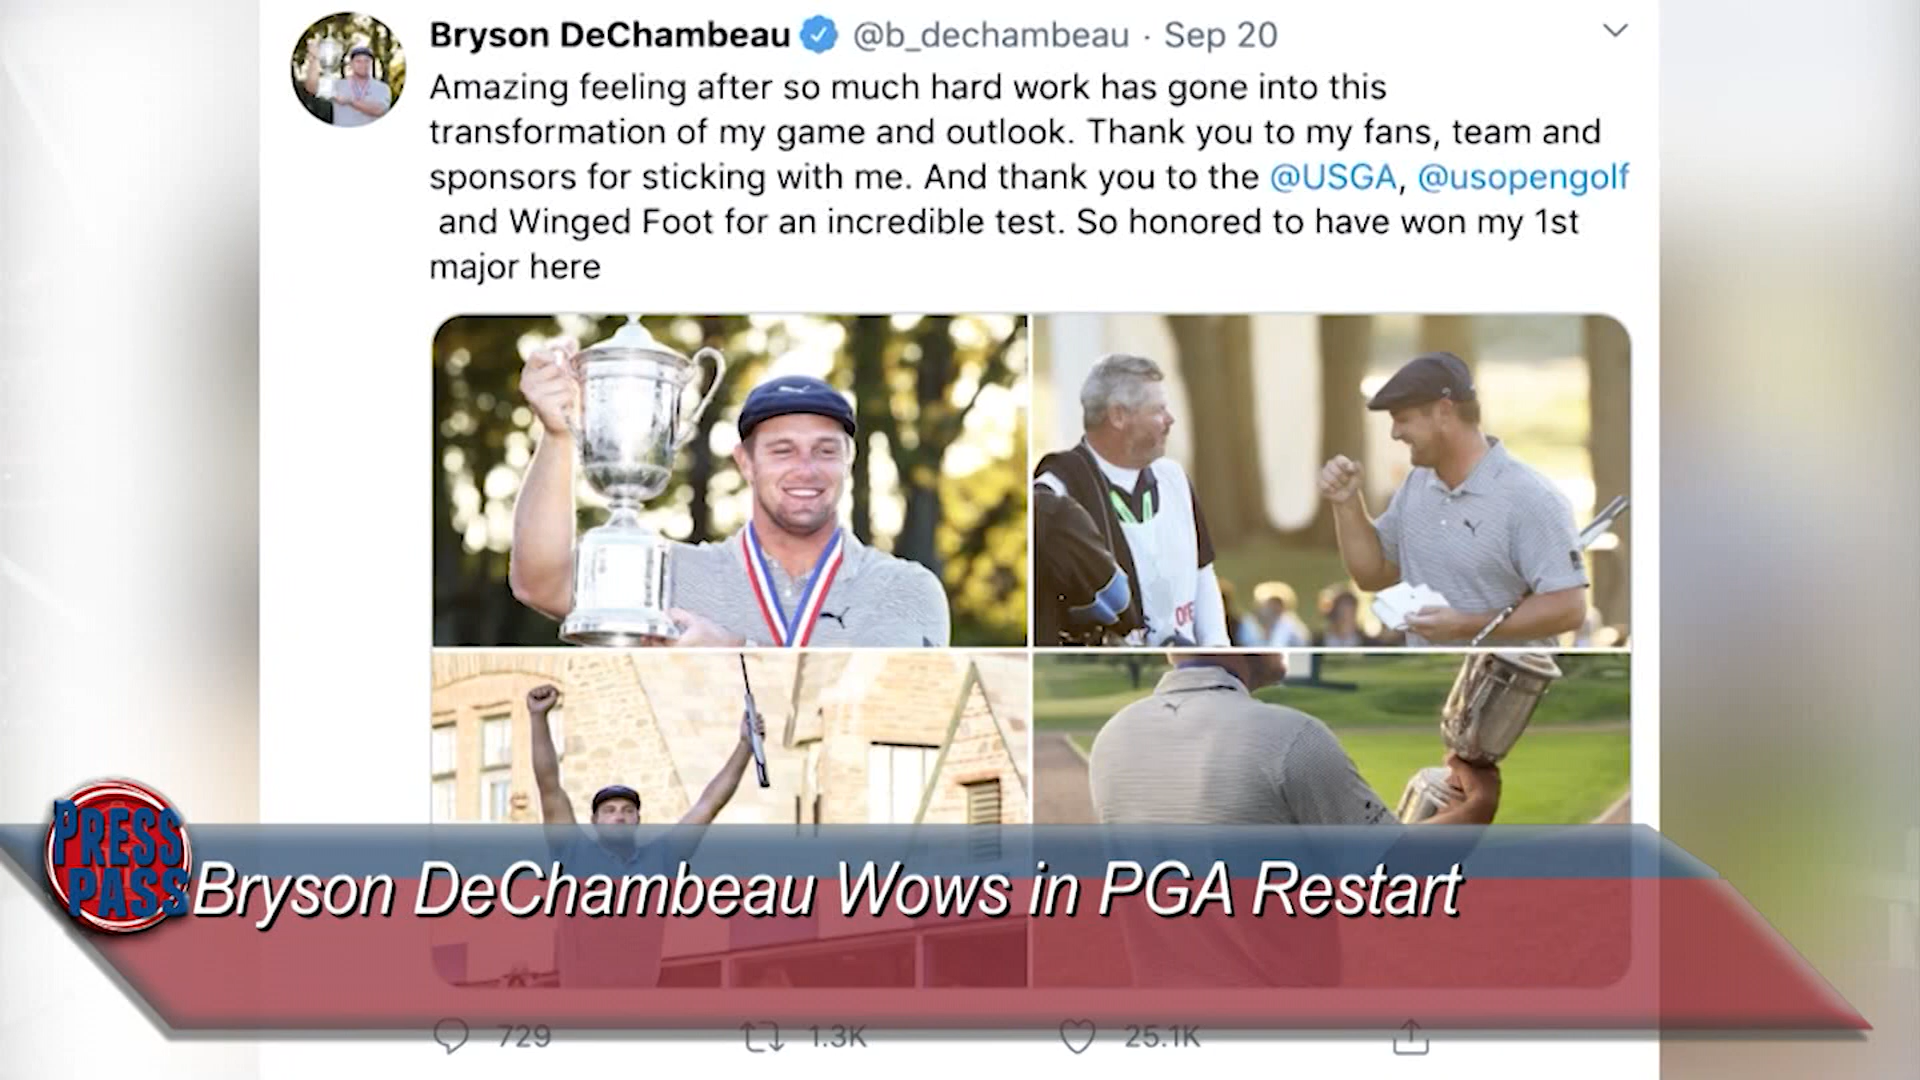 Bryson DeChambeau @b_dechambeau · Sep 20
Amazing feeling after so much hard work has gone into this
transformation of my game and outlook. Thank you to my fans, team and
sponsors for sticking with me. And thank you to the @USGA, @usopengolf
and Winged Foot for an incredible test. So honored to have won my 1st
major here
OPE
PRESS
PASS
Bryson DeChambeau Wows in PGA Restart
729 1.3K 25.1K